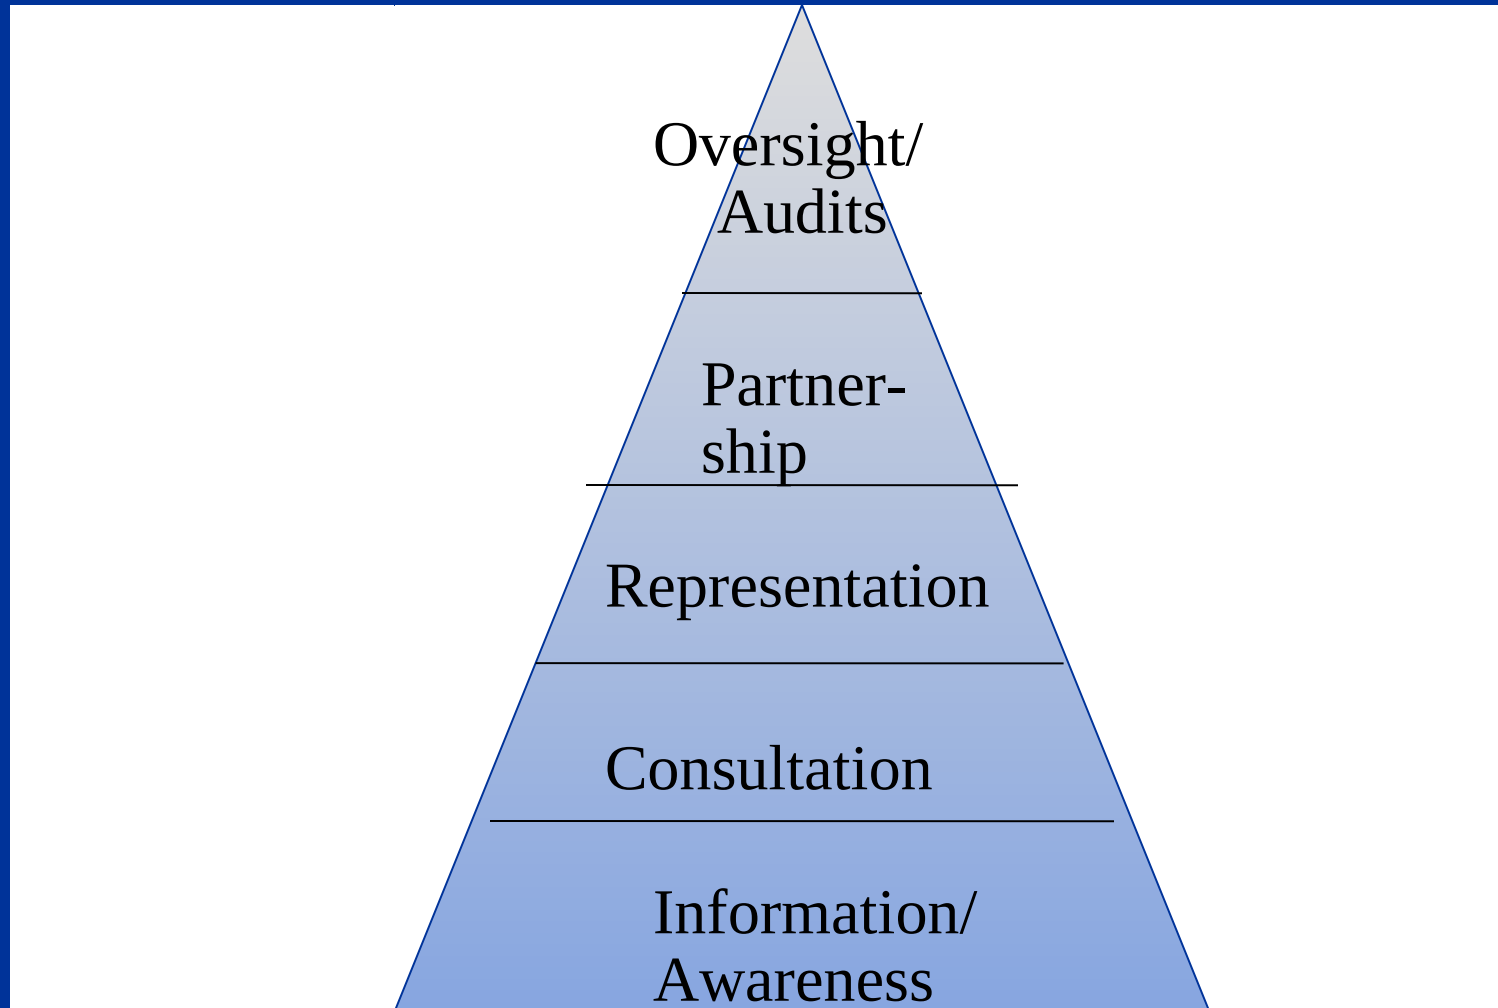 Oversight/
Audits
Partner-
ship
Representation
Consultation
Information/
Awareness